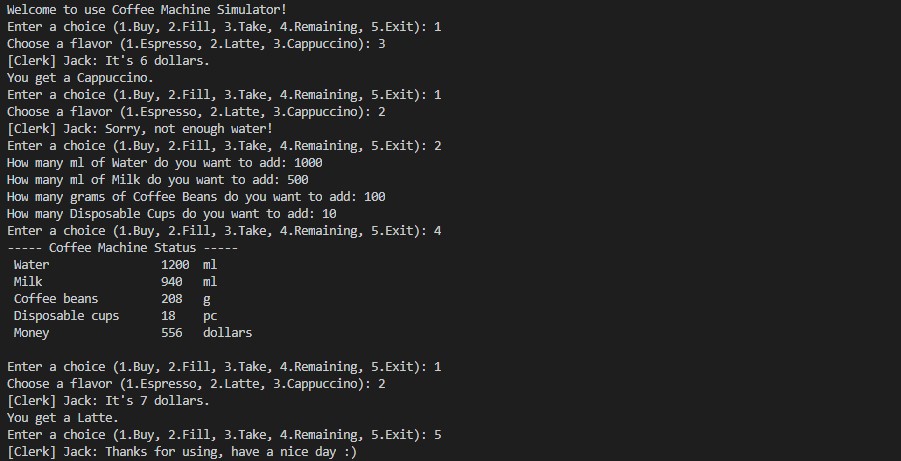 Welcome to use Coffee Machine Simulator!
Enter a choice (1.Buy, 2.Fill, 3.Take, 4.Remaining, 5.Exit): 1
Choose a flavor (1.Espresso, 2.Latte, 3.Cappuccino): 3
[Clerk] Jack: It's 6 dollars.
You get a Cappuccino.
Enter a choice (1.Buy, 2.Fill, 3.Take, 4.Remaining, 5.Exit): 1
Choose a flavor (1.Espresso, 2.Latte, 3.Cappuccino): 2
[Clerk] Jack: Sorry, not enough water!
Enter a choice (1.Buy, 2.Fill, 3.Take, 4.Remaining, 5.Exit): 2
How many ml of Water do you want to add: 1000
How many ml of Milk do you want to add: 500
How many grams of Coffee Beans do you want to add: 100
How many Disposable Cups do you want to add: 10
Enter a choice (1.Buy, 2.Fill, 3.Take, 4.Remaining, 5.Exit): 4
----- Coffee Machine Status -----
Water 1200 ml
Milk 940 ml
Coffee beans 208 g
Disposable cups 18 pc
Money 556 dollars
Enter a choice (1.Buy, 2.Fill, 3.Take, 4.Remaining, 5.Exit): 1
Choose a flavor (1.Espresso, 2.Latte, 3.Cappuccino): 2
[Clerk] Jack: It's 7 dollars.
You get a Latte.
Enter a choice (1.Buy, 2.Fill, 3.Take, 4.Remaining, 5.Exit): 5
[Clerk] Jack: Thanks for using, have a nice day :)